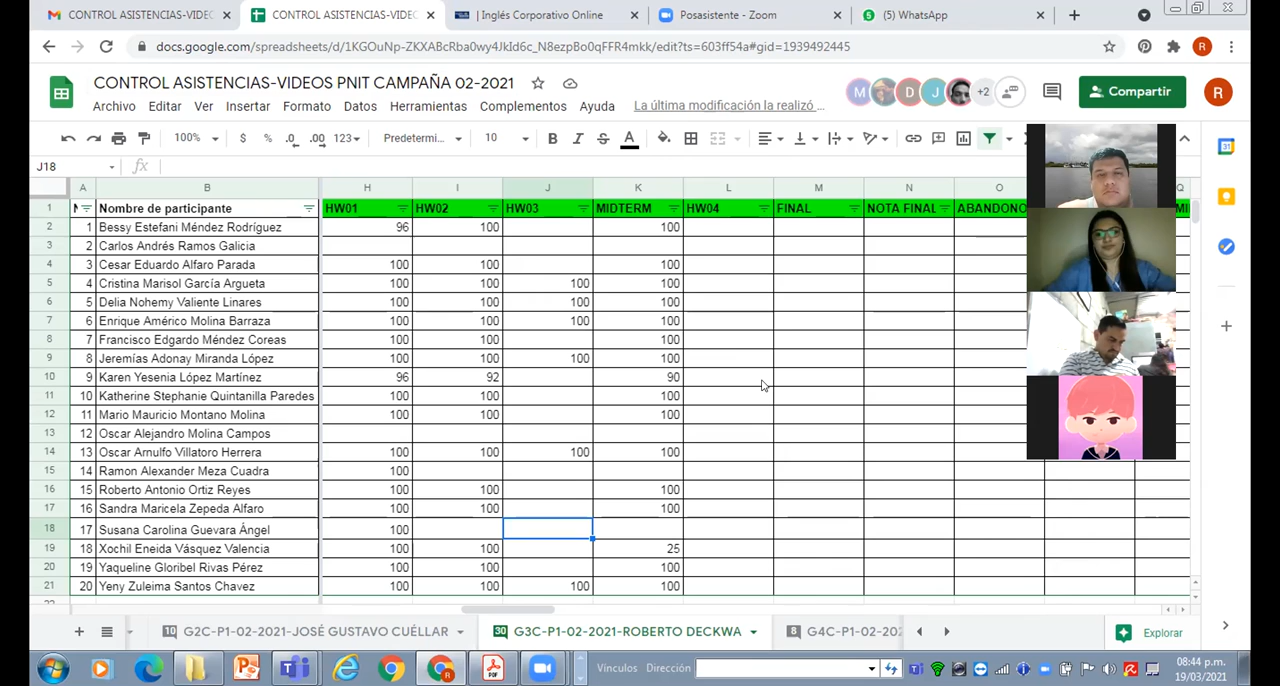 CONTROL ASISTENCIAS-VIDEO
CONTROL ASISTENCIAS-VIDEO
| Inglés Corporativo Online
Posasistente - Zoom
(5) WhatsApp
docs.google.com/spreadsheets/d/1KGOuNp-ZKXABcRba0wy4JkId6c_N8ezpBo0qFFR4mkk/edit?ts=603ff54a#gid=1939492445
R
CONTROL ASISTENCIAS-VIDEOS PNIT CAMPAÑA 02-2021
M D J +2
Compartir
R
Archivo Editar Ver Insertar Formato Datos Herramientas Complementos Ayuda La última modificación la realizó ...
100% $ % .0 .00 123 Predetermi... 10 B I S A
J18 fx
A B H I J K L M N O Q
1 Nombre de participante HW01 HW02 HW03 MIDTERM HW04 FINAL NOTA FINAL ABANDONO
2 1 Bessy Estefani Méndez Rodríguez 96 100 100
3 2 Carlos Andrés Ramos Galicia
4 3 Cesar Eduardo Alfaro Parada 100 100 100
5 4 Cristina Marisol García Argueta 100 100 100 100
6 5 Delia Nohemy Valiente Linares 100 100 100 100
7 6 Enrique Américo Molina Barraza 100 100 100 100
8 7 Francisco Edgardo Méndez Coreas 100 100 100
9 8 Jeremías Adonay Miranda López 100 100 100 100
10 9 Karen Yesenia López Martínez 96 92 90
11 10 Katherine Stephanie Quintanilla Paredes 100 100 100
12 11 Mario Mauricio Montano Molina 100 100 100
13 12 Oscar Alejandro Molina Campos
14 13 Oscar Arnulfo Villatoro Herrera 100 100 100 100
15 14 Ramon Alexander Meza Cuadra 100
16 15 Roberto Antonio Ortiz Reyes 100 100 100
17 16 Sandra Maricela Zepeda Alfaro 100 100 100
18 17 Susana Carolina Guevara Ángel 100
19 18 Xochil Eneida Vásquez Valencia 100 100 25
20 19 Yaqueline Gloribel Rivas Pérez 100 100 100
21 20 Yeny Zuleima Santos Chavez 100 100 100 100
10 G2C-P1-02-2021-JOSÉ GUSTAVO CUÉLLAR 30 G3C-P1-02-2021-ROBERTO DECKWA 8 G4C-P1-02-202 Explorar
Vínculos Dirección
08:44 p.m.
19/03/2021